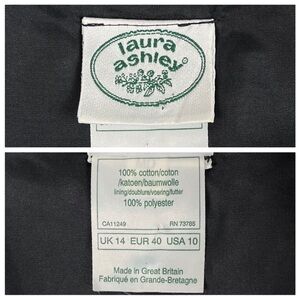 laura
ashley
100% cotton/coton
/katoen/baumwolle
lining/doublure/voering/futter
100% polyester
CA11249 RN 73785
UK 14 EUR 40 USA 10
Made in Great Britain
Fabriqué en Grande-Bretagne